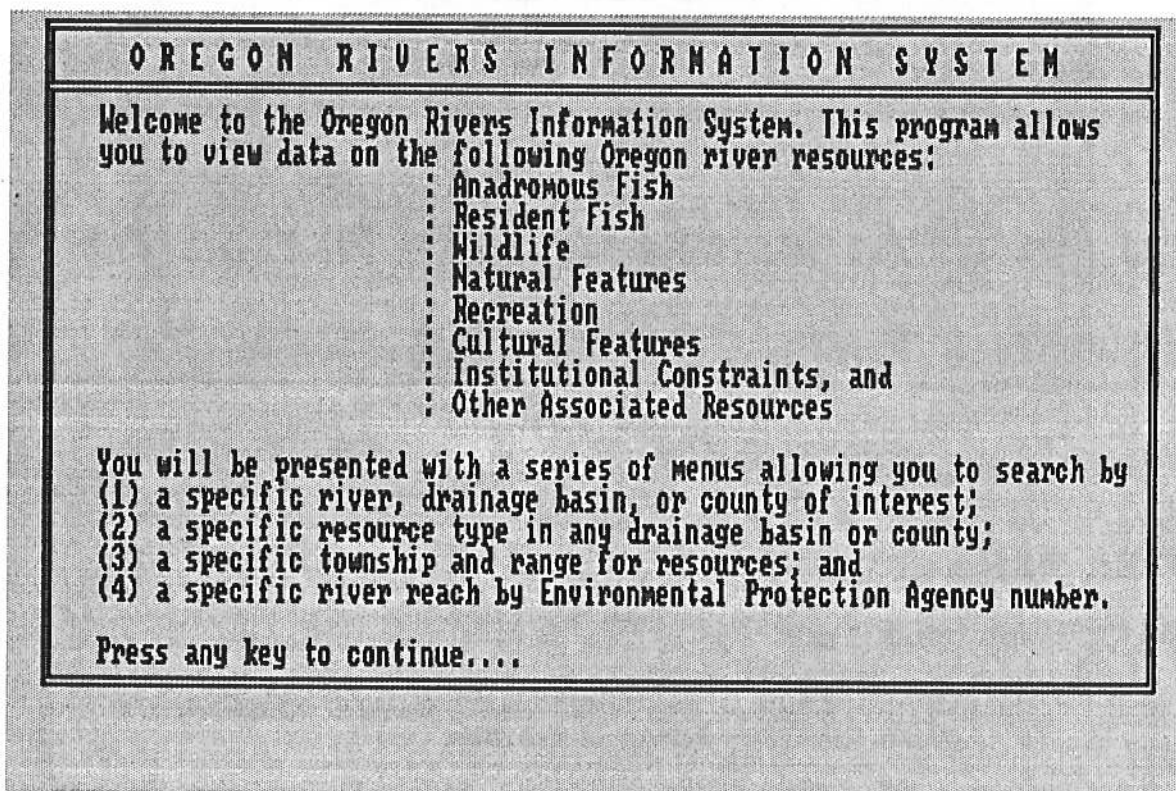 OREGON RIVERS INFORMATION SYSTEM
Welcome to the Oregon Rivers Information System. This program allows
you to view data on the following Oregon river resources:
: Anadromous Fish
: Resident Fish
: Wildlife
: Natural Features
: Recreation
: Cultural Features
: Institutional Constraints, and
: Other Associated Resources
You will be presented with a series of menus allowing you to search by
(1) a specific river, drainage basin, or county of interest;
(2) a specific resource type in any drainage basin or county;
(3) a specific township and range for resources; and
(4) a specific river reach by Environmental Protection Agency number.
Press any key to continue....